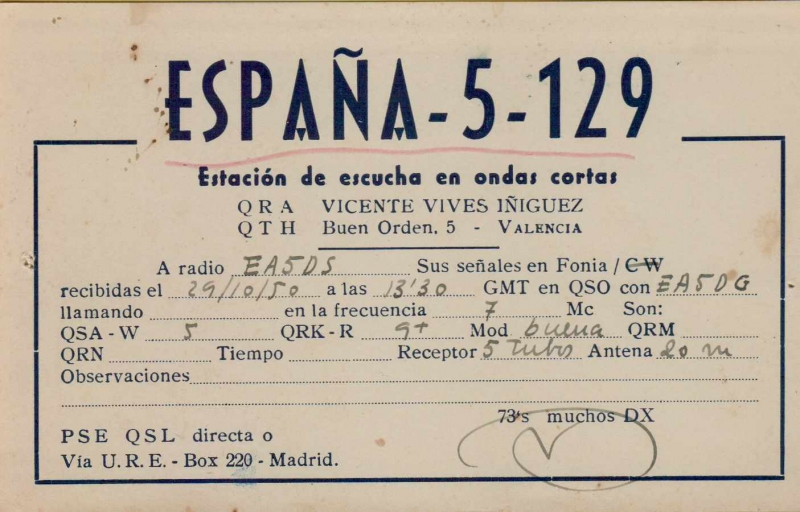 ESPAÑA-5-129
Estación de escucha en ondas cortas
QRA VICENTE VIVES IÑIGUEZ
QTH Buen Orden, 5 - VALENCIA
A radio EA5DS Sus señales en Fonia / CW
recibidas el 29/10/50 a las 13'30 GMT en QSO con EA5DG
llamando en la frecuencia 7 Mc Son:
QSA - W 5 QRK - R 9+ Mod buena QRM
QRN Tiempo Receptor 5 tubos Antena 20 m
Observaciones
73's muchos DX
PSE QSL directa o
Vía U.R.E. - Box 220 - Madrid.